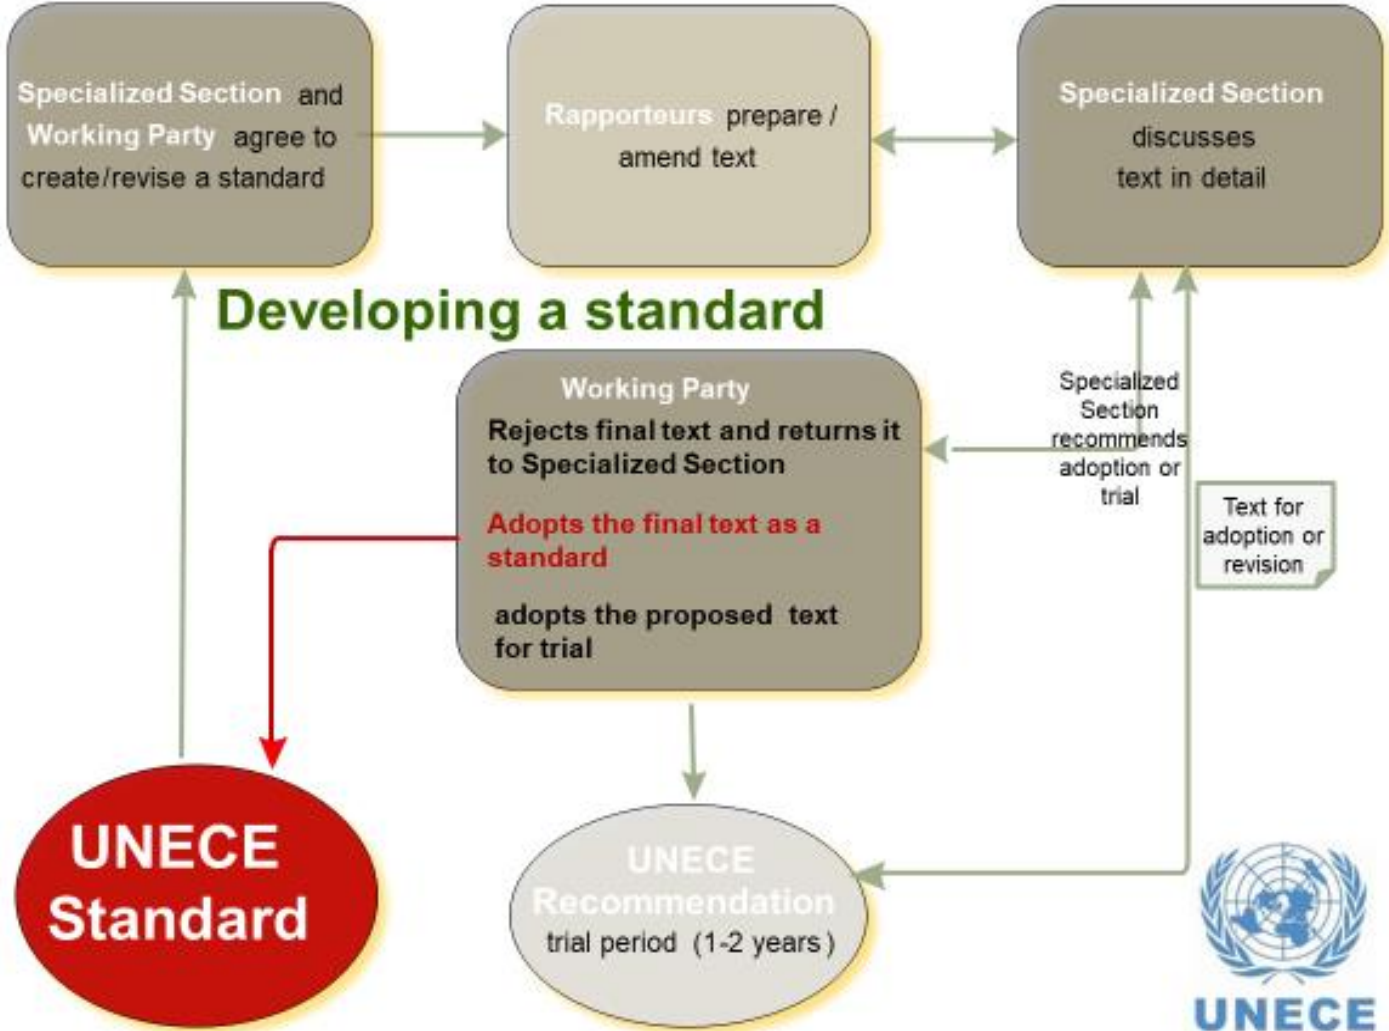 Specialized Section and
Working Party agree to
create/revise a standard
Rapporteurs prepare /
amend text
Specialized Section
discusses
text in detail
Developing a standard
Working Party
Rejects final text and returns it
to Specialized Section
Adopts the final text as a
standard
adopts the proposed text
for trial
Specialized
Section
recommends
adoption or
trial
Text for
adoption or
revision
UNECE
Standard
UNECE
Recommendation
trial period (1-2 years)
UNECE